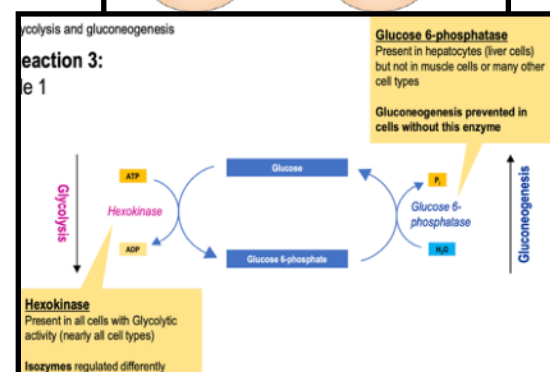 ycolysis and gluconeogenesis
eaction 3:
le 1
Glucose 6-phosphatase
Present in hepatocytes (liver cells)
but not in muscle cells or many other
cell types
Gluconeogenesis prevented in
cells without this enzyme
Glycolysis
ATP
Hexokinase
ADP
Glucose
Glucose 6-phosphate
Pi
Glucose 6-
phosphatase
H₂O
Gluconeogenesis
Hexokinase
Present in all cells with Glycolytic
activity (nearly all cell types)
Isozymes regulated differently